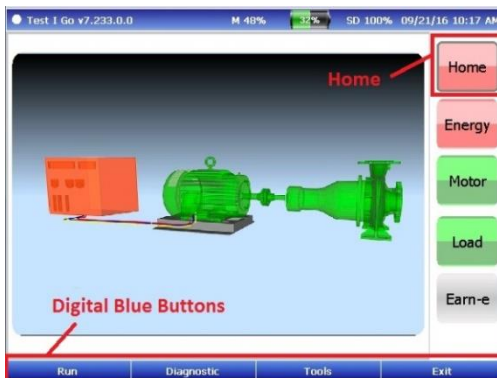 Test I Go v7.233.0.0 M 48% 32% SD 100% 09/21/16 10:17 AM
Home
Home
Energy
Motor
Load
Earn-e
Digital Blue Buttons
Run Diagnostic Tools Exit